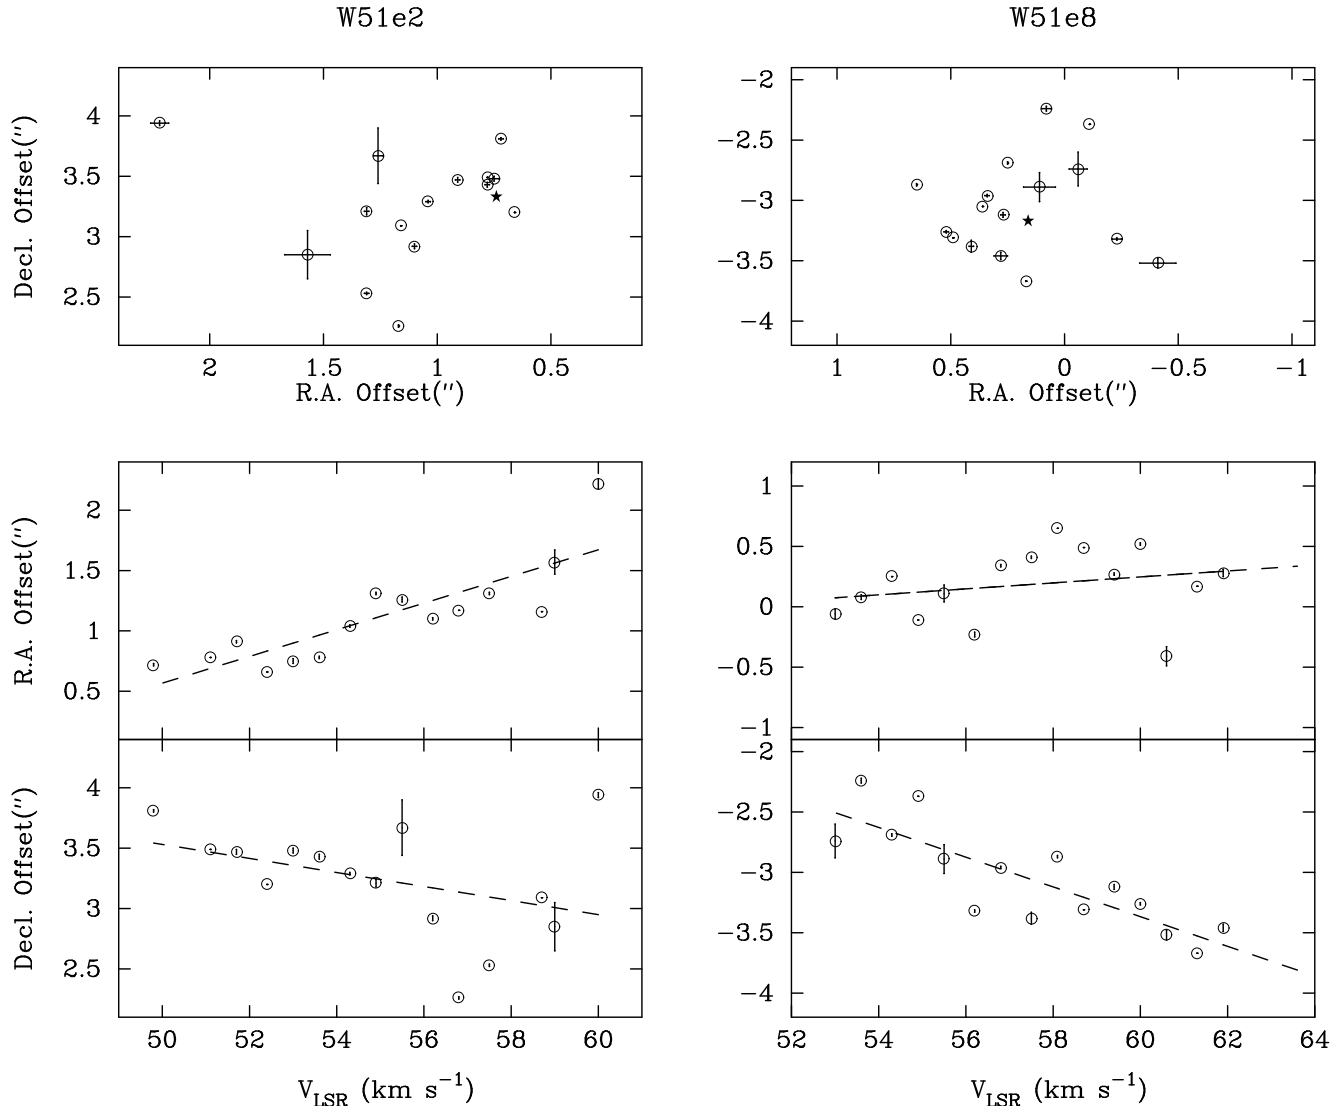 W51e2 W51e8
4
3.5
3
2.5
Decl. Offset(″)
2 1.5 1 0.5
R.A. Offset(″)
−2
−2.5
−3
−3.5
−4
1 0.5 0 −0.5 −1
R.A. Offset(″)
2
1.5
1
0.5
R.A. Offset(″)
1
0.5
0
−0.5
−1
4
3.5
3
2.5
Decl. Offset(″)
50 52 54 56 58 60
V_LSR (km s⁻¹)
−2
−2.5
−3
−3.5
−4
52 54 56 58 60 62 64
V_LSR (km s⁻¹)